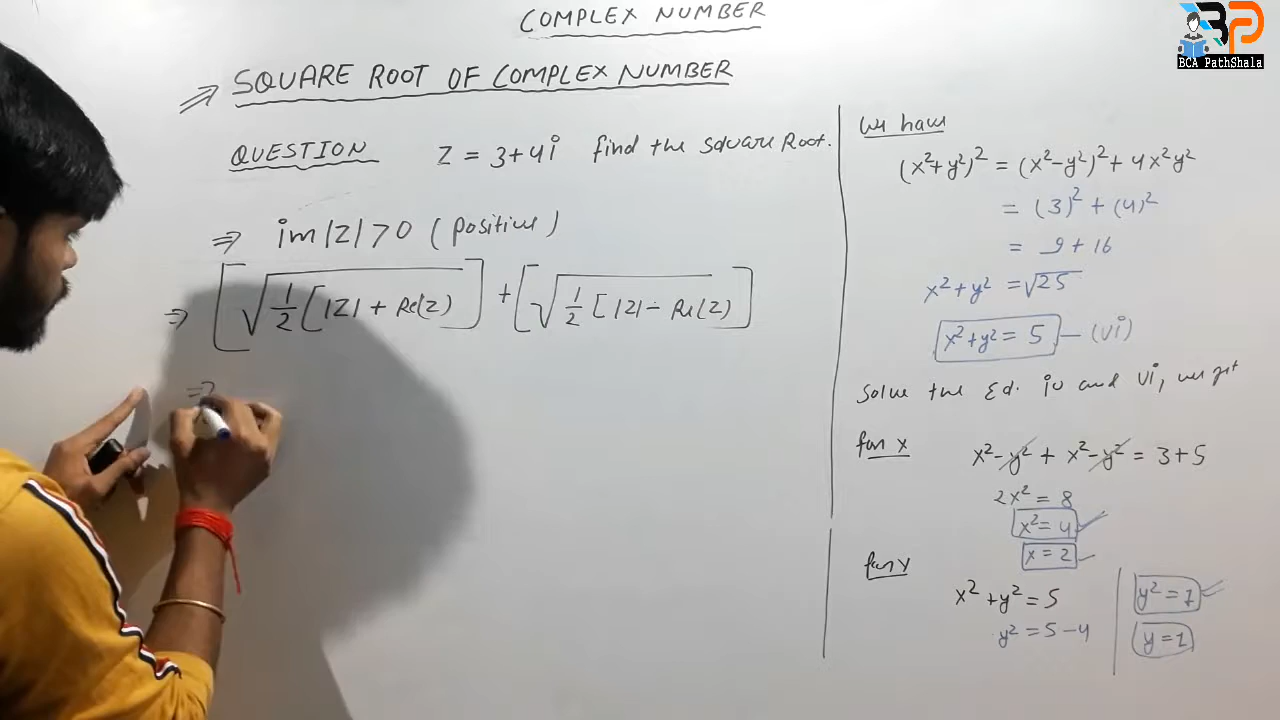 COMPLEX NUMBER
BP
BCA PathShala
⇒ SQUARE ROOT OF COMPLEX NUMBER
QUESTION Z = 3+4i find the square Root.
⇒ im|Z|>0 (Positive)
⇒ [√1/2[|Z| + Re(Z)] + [√1/2[|Z| - Re(Z)]
⇒
We have
(x²+y²)² = (x²-y²)² + 4x²y²
= (3)² + (4)²
= 9 + 16
x²+y² = √25
x²+y² = 5 — (vi)
Solve the Eq. iv and vi, we get
for x x²-y² + x²-y² = 3+5
2x² = 8
x² = 4
x = 2
for y
x²+y² = 5
y² = 5-4
y² = 1
y = 1